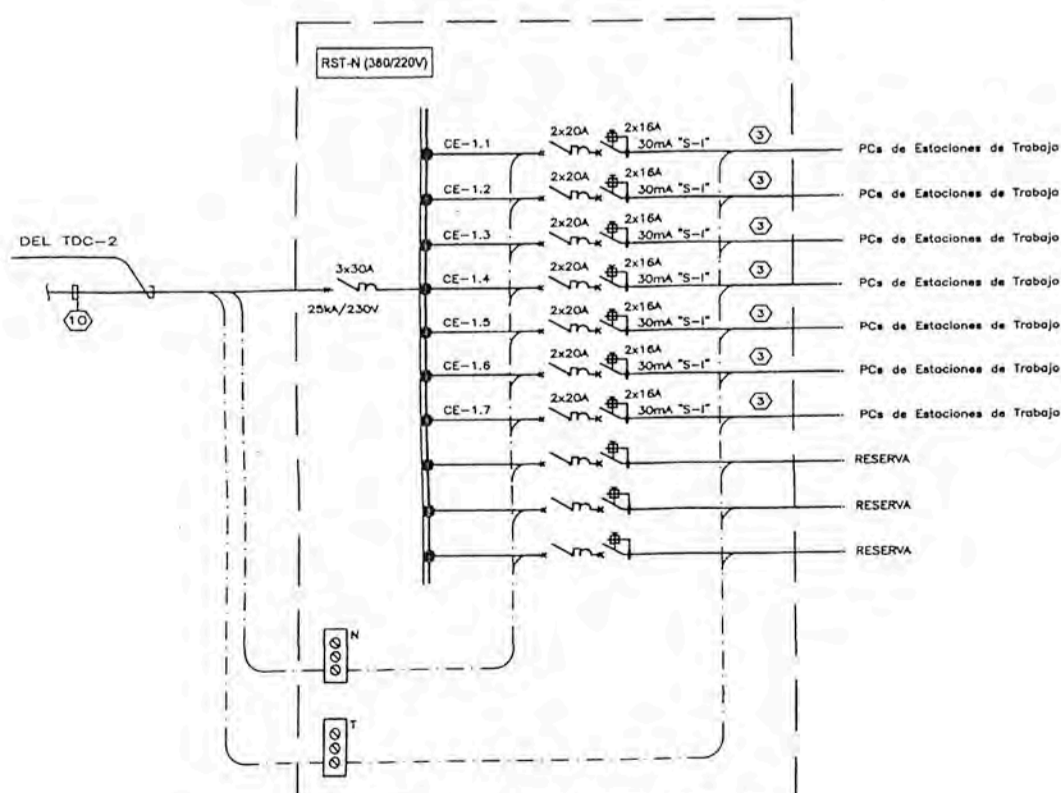 RST-N (380/220V)
DEL TDC-2
10
3x30A
25kA/230V
CE-1.1 2x20A 2x16A 30mA "S-I" 3 PCs de Estaciones de Trabajo
CE-1.2 2x20A 2x16A 30mA "S-I" 3 PCs de Estaciones de Trabajo
CE-1.3 2x20A 2x16A 30mA "S-I" 3 PCs de Estaciones de Trabajo
CE-1.4 2x20A 2x16A 30mA "S-I" 3 PCs de Estaciones de Trabajo
CE-1.5 2x20A 2x16A 30mA "S-I" 3 PCs de Estaciones de Trabajo
CE-1.6 2x20A 2x16A 30mA "S-I" 3 PCs de Estaciones de Trabajo
CE-1.7 2x20A 2x16A 30mA "S-I" 3 PCs de Estaciones de Trabajo
RESERVA
RESERVA
RESERVA
N
T